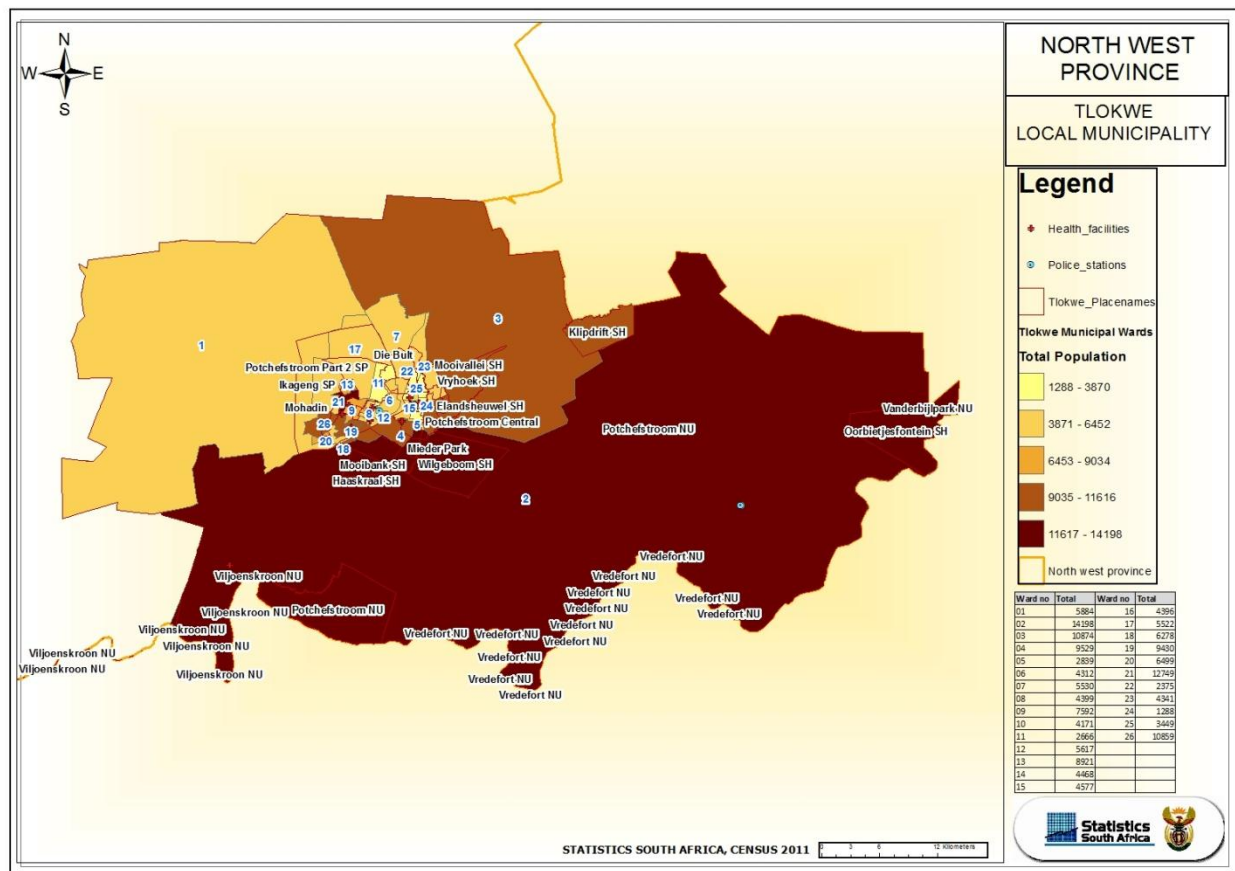 N
W E
S
NORTH WEST
PROVINCE
TLOKWE
LOCAL MUNICIPALITY
Legend
Health_facilities
Police_stations
Tlokwe_Placenames
Tlokwe Municipal Wards
Total Population
1288 - 3870
3871 - 6452
6453 - 9034
9035 - 11616
11617 - 14198
North west province
Ward no Total Ward no Total
01 5884 16 4396
02 14198 17 5522
03 10874 18 6278
04 9529 19 9430
05 2839 20 6499
06 4312 21 12749
07 5530 22 2375
08 4399 23 4341
09 7592 24 1288
10 4171 25 3449
11 2666 26 10859
12 5617
13 8921
14 4468
15 4577
Statistics
South Africa
1
3
Klipdrift SH
7
17
Die Bult
Potchefstroom Part 2 SP
22
23
Mooivallei SH
Ikageng SP
13
11
25
Vryhoek SH
Mohadin
21
9
6
8
12
15
24
Elandsheuwel SH
5
Potchefstroom Central
26
19
4
20
18
Mieder Park
Mooibank SH
Wilgeboom SH
Haaskraal SH
Vanderbijlpark NU
Potchefstroom NU
Oorbietjesfontein SH
2
Vredefort NU
Viljoenskroon NU
Vredefort NU
Vredefort NU
Vredefort NU
Vredefort NU
Viljoenskroon NU
Potchefstroom NU
Vredefort NU
Vredefort NU
Viljoenskroon NU
Vredefort NU
Vredefort NU
Vredefort NU
Viljoenskroon NU
Viljoenskroon NU
Vredefort NU
Viljoenskroon NU
Viljoenskroon NU
Vredefort NU
Vredefort NU
STATISTICS SOUTH AFRICA, CENSUS 2011
0 3 6 12 Kilometers